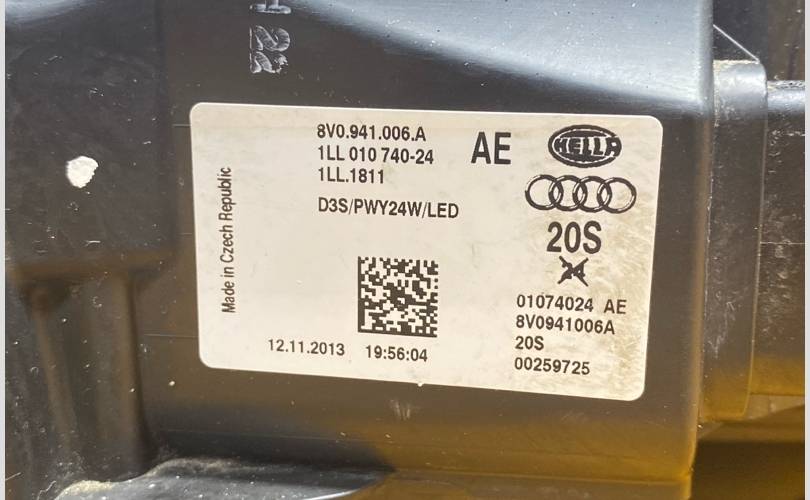 8V0.941.006.A
1LL 010 740-24
1LL.1811
D3S/PWY24W/LED
AE
HELLA
20S
24
01074024 AE
8V0941006A
20S
00259725
12.11.2013 19:56:04
Made in Czech Republic